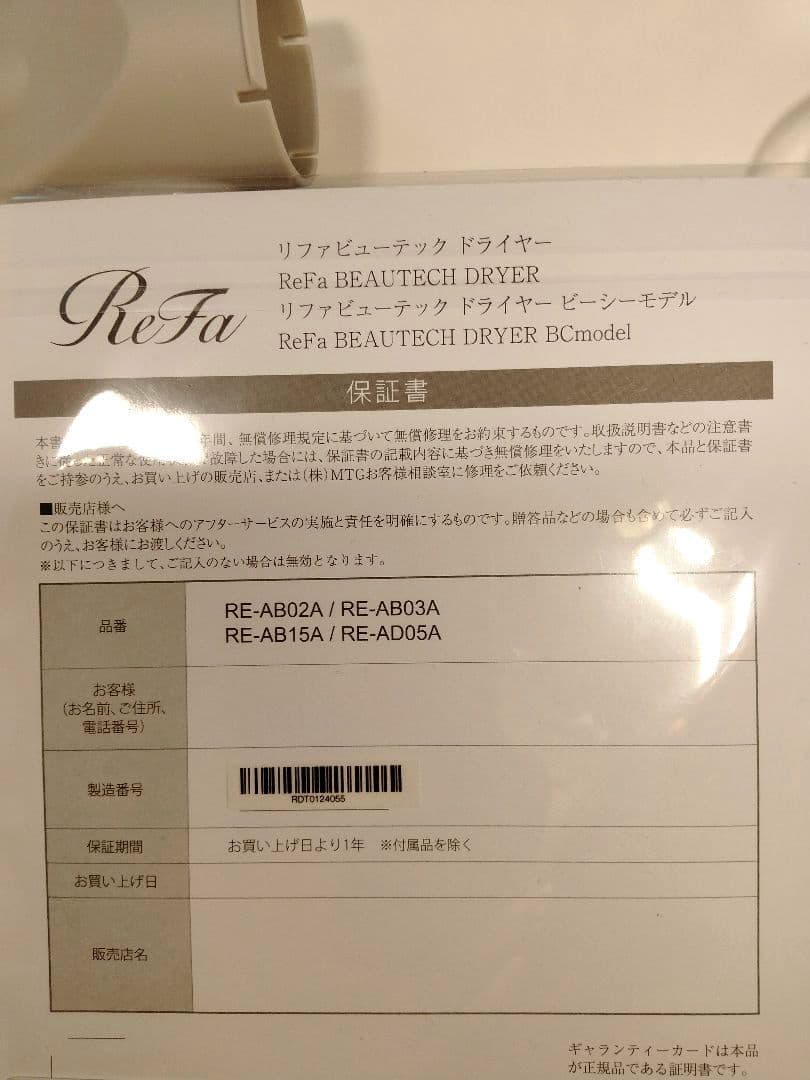 リファビューテック ドライヤー
ReFa BEAUTECH DRYER
リファビューテック ドライヤー ビーシーモデル
ReFa BEAUTECH DRYER BCmodel
ReFa
保証書
本書 年間、無償修理規定に基づいて無償修理をお約束するものです。取扱説明書などの注意書
きに 正常な使用 故障した場合には、保証書の記載内容に基づき無償修理をいたしますので、本品と保証書
をご持参のうえ、お買い上げの販売店、または(株)MTGお客様相談室に修理をご依頼ください。
■販売店様へ
この保証書はお客様へのアフターサービスの実施と責任を明確にするものです。贈答品などの場合も含めて必ずご記入
のうえ、お客様にお渡しください。
※以下につきまして、ご記入のない場合は無効となります。
品番
RE-AB02A / RE-AB03A
RE-AB15A / RE-AD05A
お客様
(お名前、ご住所、
電話番号)
製造番号
RDT0124055
保証期間
お買い上げ日より1年 ※付属品を除く
お買い上げ日
販売店名
ギャランティーカードは本品
が正規品である証明書です。